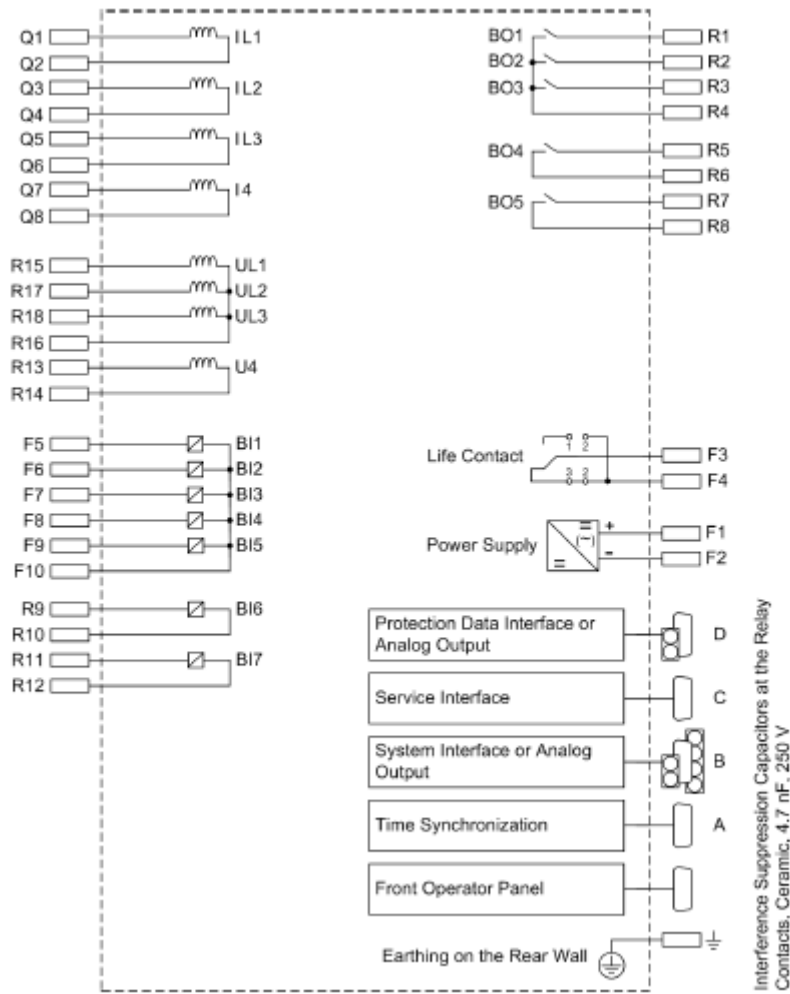 Q1 IL1
Q2
Q3 IL2
Q4
Q5 IL3
Q6
Q7 I4
Q8
R15 UL1
R17 UL2
R18 UL3
R16
R13 U4
R14
F5 BI1
F6 BI2
F7 BI3
F8 BI4
F9 BI5
F10
R9 BI6
R10
R11 BI7
R12
BO1 R1
BO2 R2
BO3 R3
R4
BO4 R5
R6
BO5 R7
R8
1 2
Life Contact F3
3 2
F4
Power Supply = (~) = + - F1
F2
Protection Data Interface or
Analog Output
D
Service Interface C
System Interface or Analog
Output
B
Time Synchronization A
Front Operator Panel
Earthing on the Rear Wall
Interference Suppression Capacitors at the Relay
Contacts, Ceramic, 4.7 nF, 250 V